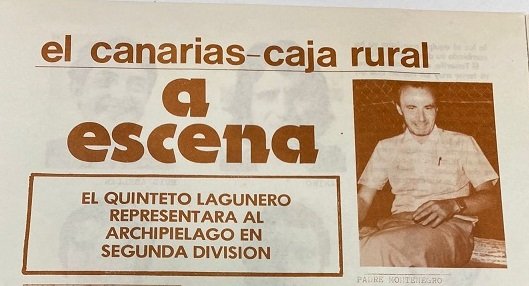 el canarias-caja rural
a
escena
EL QUINTETO LAGUNERO
REPRESENTARA AL
ARCHIPIELAGO EN
SEGUNDA DIVISION
PADRE MONTENEGRO